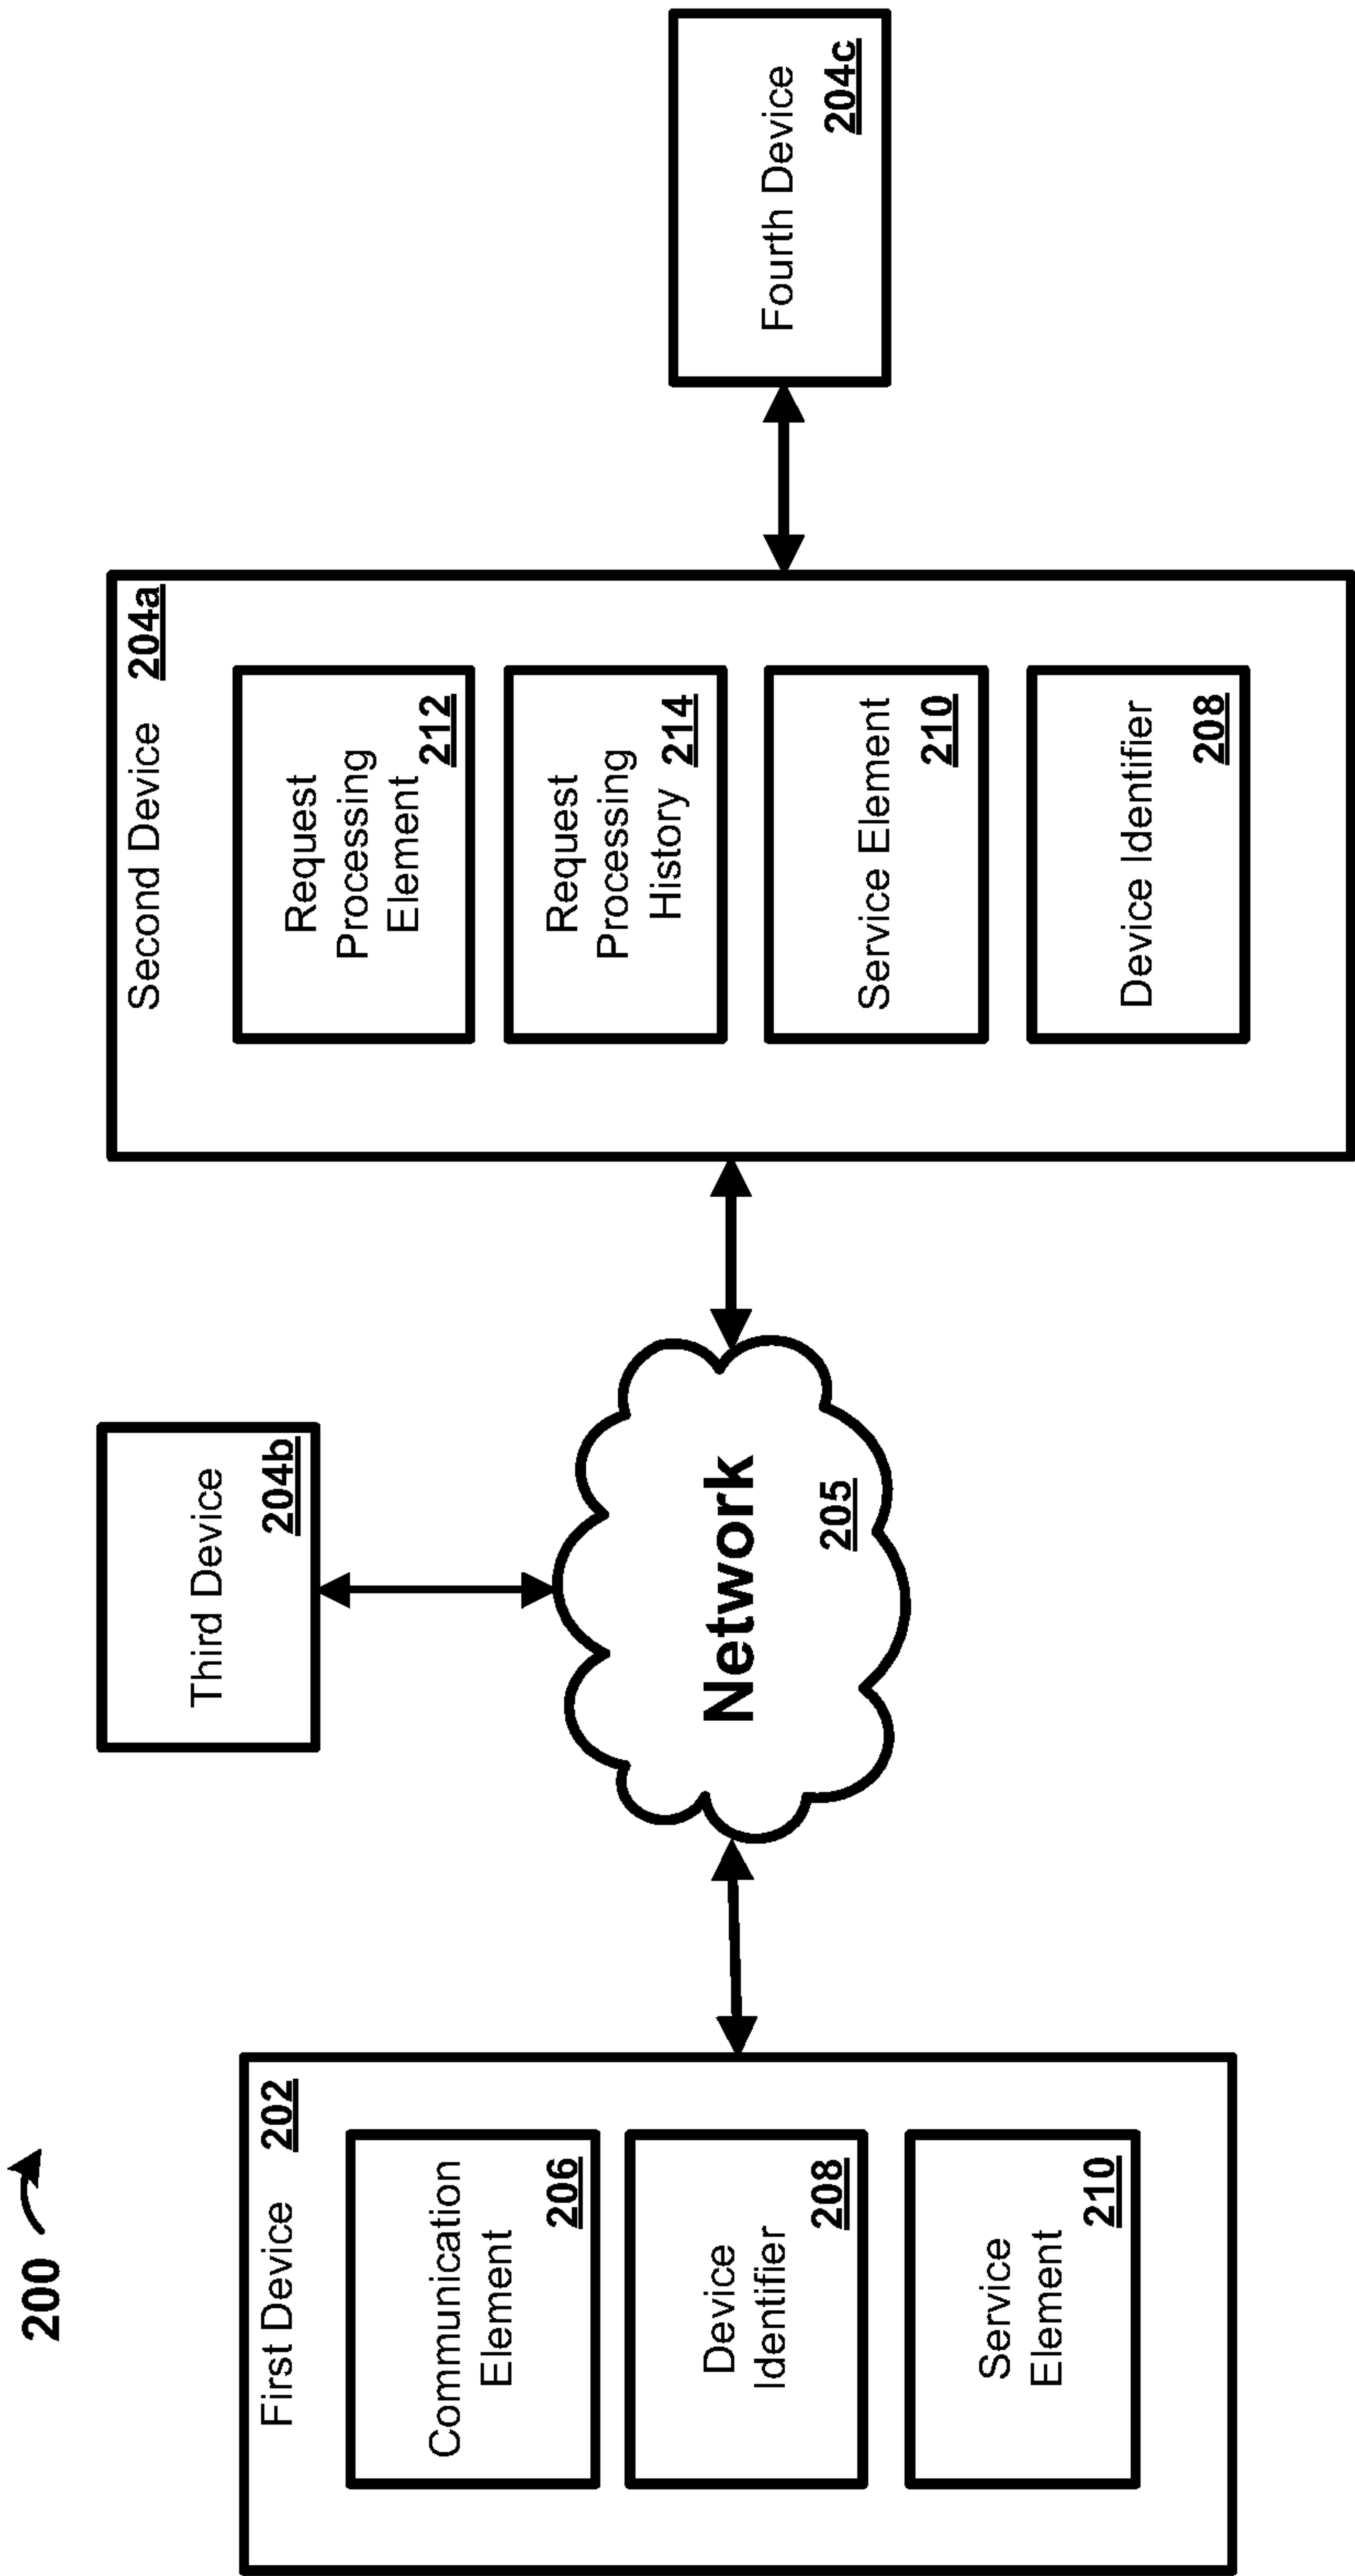 200
First Device 202
Communication
Element
206
Device
Identifier
208
Service
Element
210
Third Device
204b
Network
205
Second Device 204a
Request
Processing
Element
212
Request
Processing
History
214
Service Element
210
Device Identifier
208
Fourth Device
204c